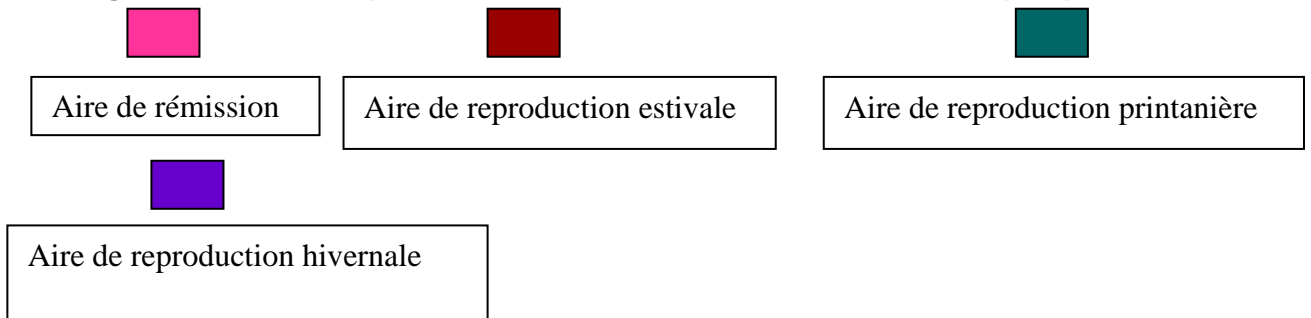 Aire de rémission
Aire de reproduction estivale
Aire de reproduction printanière
Aire de reproduction hivernale